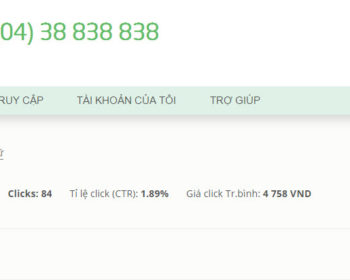 04) 38 838 838
RUY CẬP TÀI KHOẢN CỦA TÔI TRỢ GIÚP
Clicks: 84 Tỉ lệ click (CTR): 1.89% Giá click Tr.bình: 4 758 VND